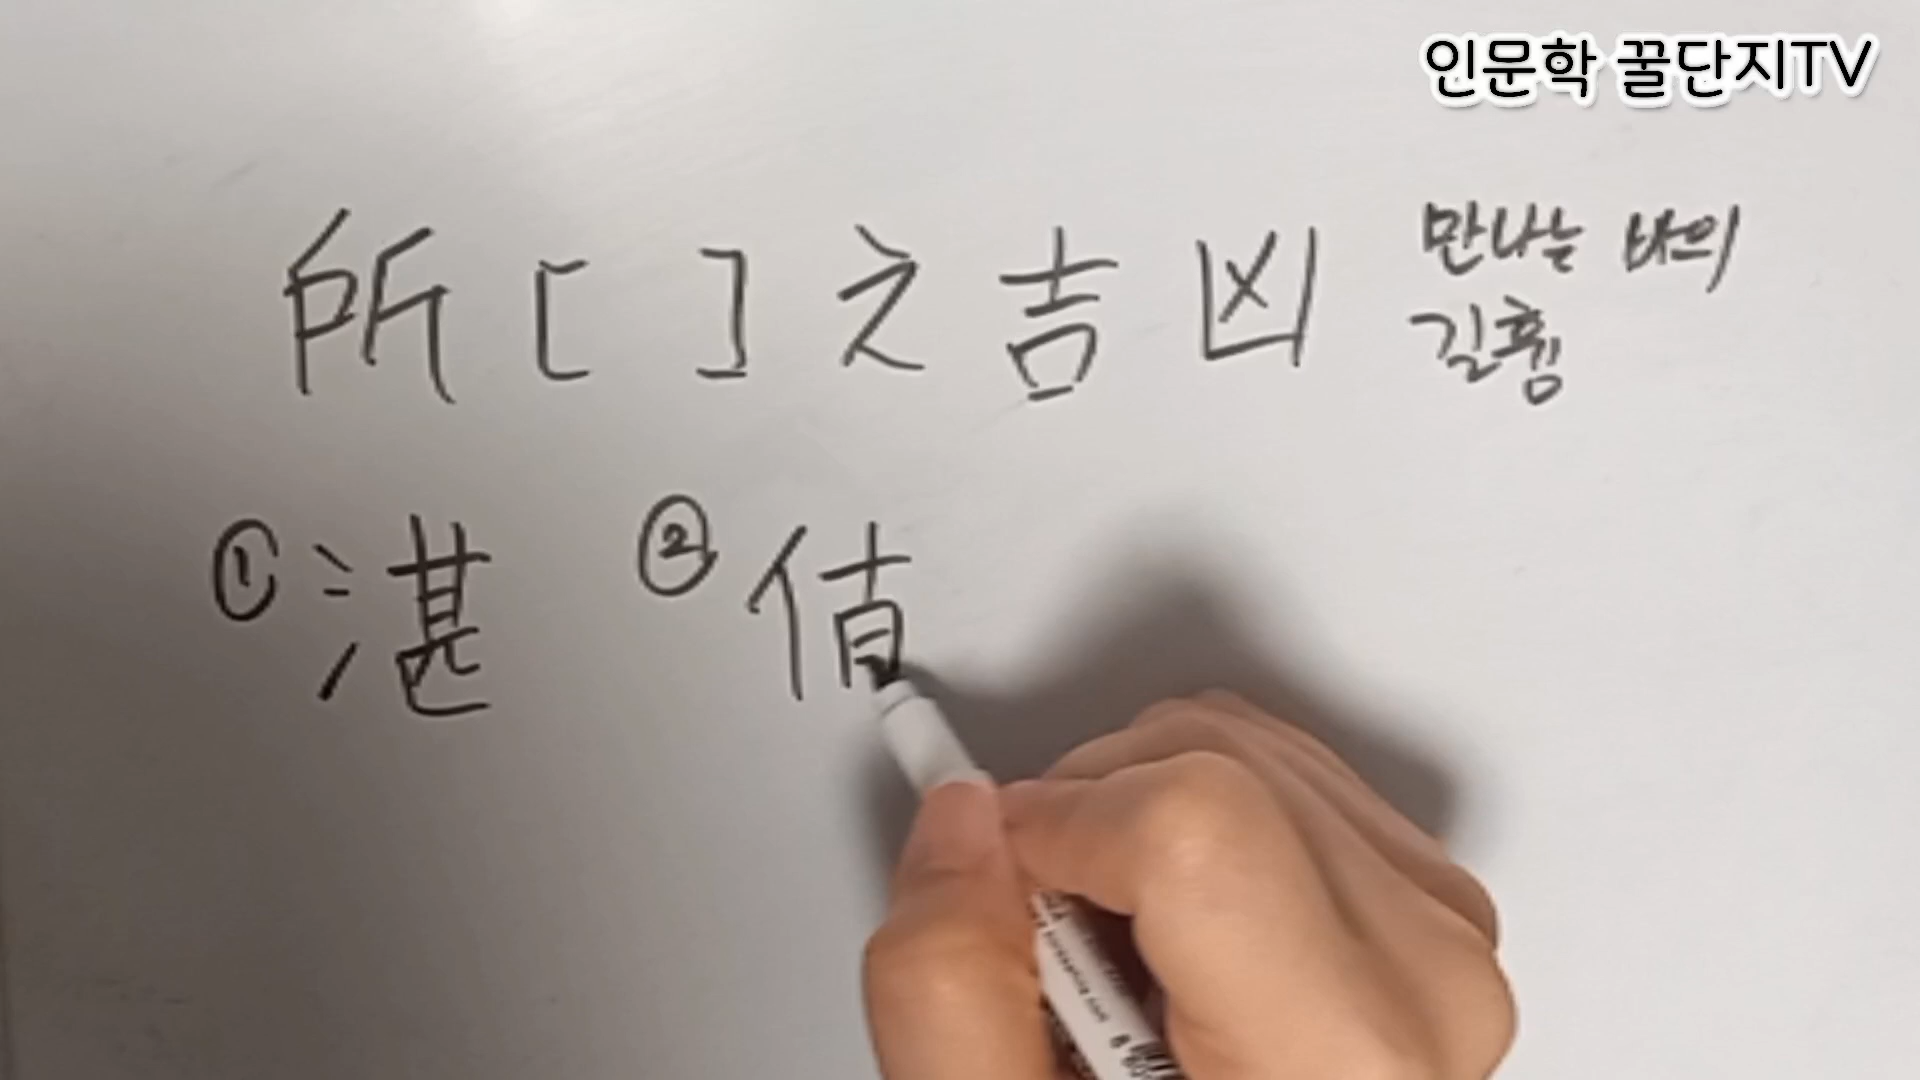 인문학 꿀단지TV
所 [ ] 之 吉 凶 만나는 바의
길흉
① 湛 ② 値